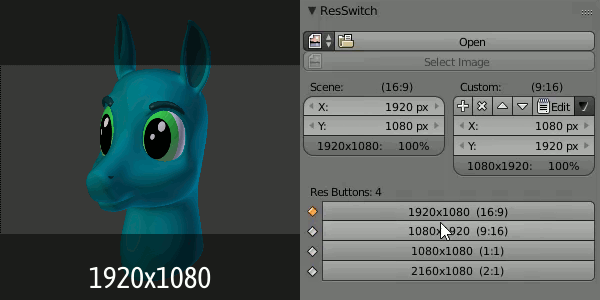 ResSwitch
Open
Select Image
Scene: (16:9)
X: 1920 px
Y: 1080 px
1920x1080: 100%
Custom: (9:16)
Edit
X: 1080 px
Y: 1920 px
1080x1920: 100%
Res Buttons: 4
1920x1080 (16:9)
1080x1920 (9:16)
1080x1080 (1:1)
2160x1080 (2:1)
1920x1080